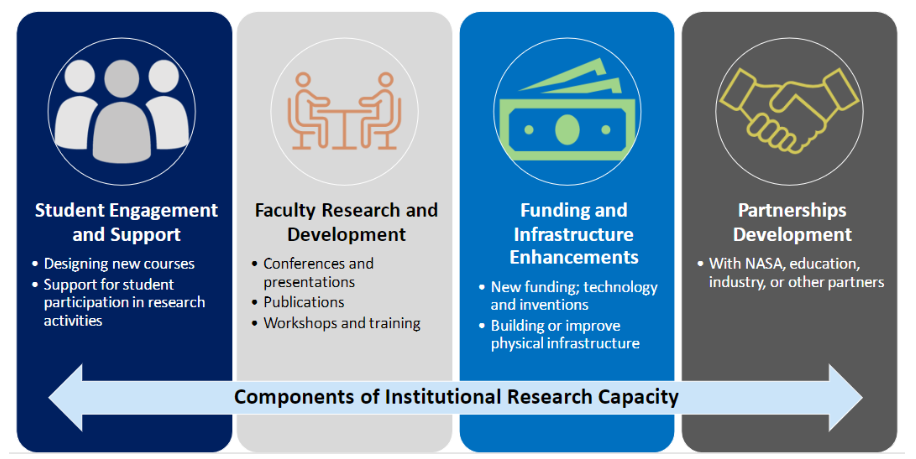 Student Engagement
and Support
• Designing new courses
• Support for student
participation in research
activities
Faculty Research and
Development
• Conferences and
presentations
• Publications
• Workshops and training
Funding and
Infrastructure
Enhancements
• New funding; technology
and inventions
• Building or improve
physical infrastructure
Partnerships
Development
• With NASA, education,
industry, or other partners
Components of Institutional Research Capacity